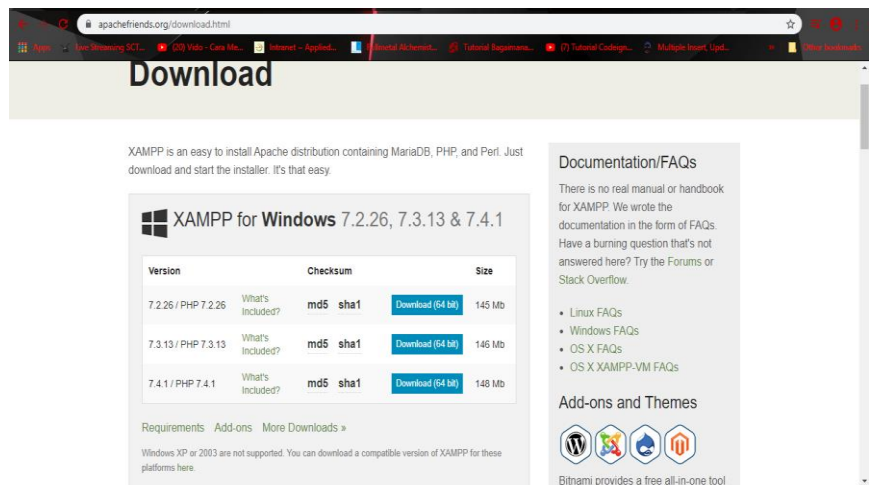 apachefriends.org/download.html
Apps
Live Streaming SCT...
(20) Vido - Cara Me...
Intranet – Applied...
Tutorial Bagaimana...
(7) Tutorial Codeign...
Multiple Insert, Upd...
Other bookmarks
Download
XAMPP is an easy to install Apache distribution containing MariaDB, PHP, and Perl. Just
download and start the installer. It's that easy.
XAMPP for Windows 7.2.26, 7.3.13 & 7.4.1
Version Checksum Size
7.2.26 / PHP 7.2.26 What's Included? md5 sha1 Download (64 bit) 145 Mb
7.3.13 / PHP 7.3.13 What's Included? md5 sha1 Download (64 bit) 146 Mb
7.4.1 / PHP 7.4.1 What's Included? md5 sha1 Download (64 bit) 148 Mb
Requirements Add-ons More Downloads »
Windows XP or 2003 are not supported. You can download a compatible version of XAMPP for these
platforms here.
Documentation/FAQs
There is no real manual or handbook
for XAMPP. We wrote the
documentation in the form of FAQs.
Have a burning question that's not
answered here? Try the Forums or
Stack Overflow.
• Linux FAQs
• Windows FAQs
• OS X FAQs
• OS X XAMPP-VM FAQs
Add-ons and Themes
Bitnami provides a free all-in-one tool